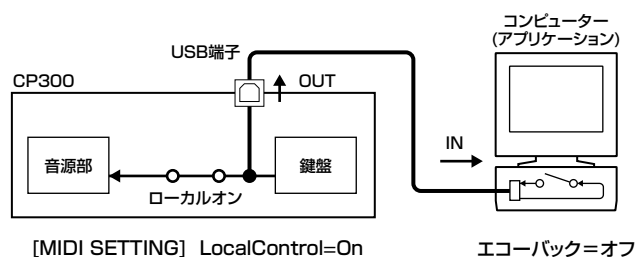 コンピューター
(アプリケーション)
USB端子
CP300
OUT
IN
音源部
鍵盤
ローカルオン
[MIDI SETTING] LocalControl=On
エコーバック=オフ